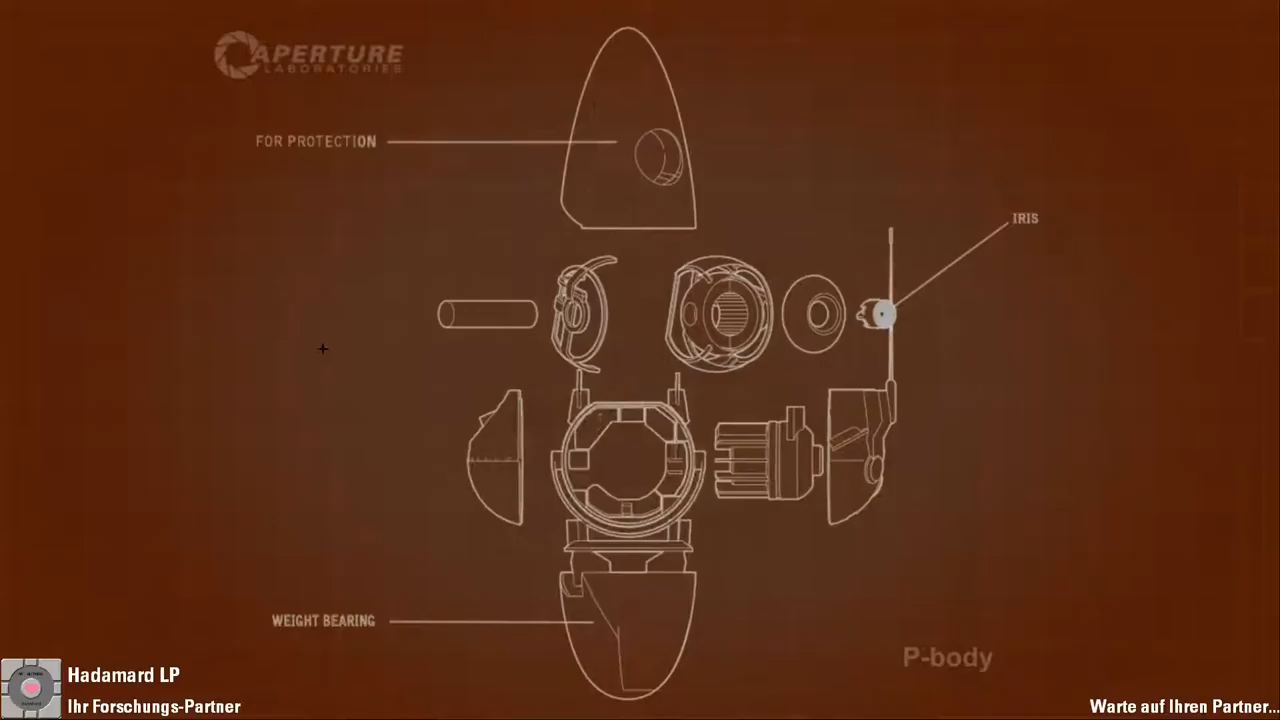 APERTURE
LABORATORIES
FOR PROTECTION
IRIS
WEIGHT BEARING
P-body
Hadamard LP
Ihr Forschungs-Partner
Warte auf Ihren Partner...